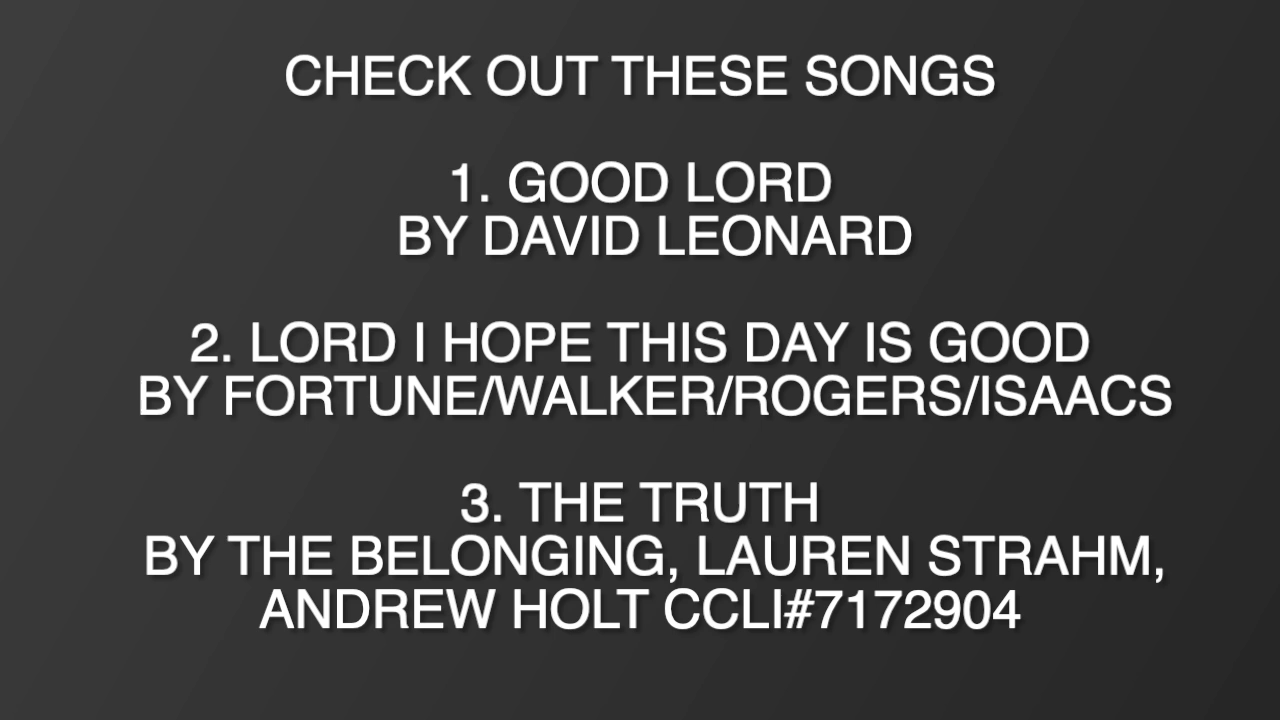 CHECK OUT THESE SONGS
1. GOOD LORD
BY DAVID LEONARD
2. LORD I HOPE THIS DAY IS GOOD
BY FORTUNE/WALKER/ROGERS/ISAACS
3. THE TRUTH
BY THE BELONGING, LAUREN STRAHM,
ANDREW HOLT CCLI#7172904